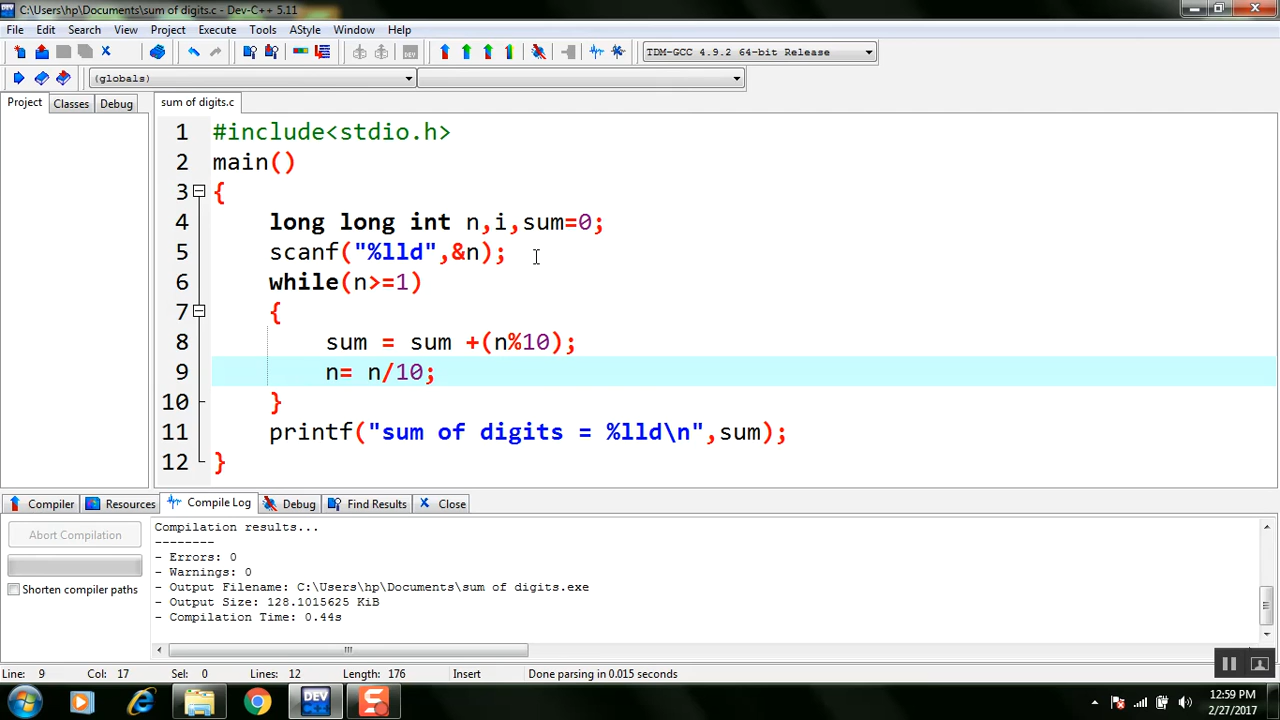 C:\Users\hp\Documents\sum of digits.c - Dev-C++ 5.11
File Edit Search View Project Execute Tools AStyle Window Help
TDM-GCC 4.9.2 64-bit Release
(globals)
Project Classes Debug
sum of digits.c
1 #include<stdio.h>
2 main()
3 {
4 long long int n,i,sum=0;
5 scanf("%lld",&n);
6 while(n>=1)
7 {
8 sum = sum +(n%10);
9 n= n/10;
10 }
11 printf("sum of digits = %lld\n",sum);
12 }
Compiler Resources Compile Log Debug Find Results Close
Abort Compilation
Shorten compiler paths
Compilation results...
--------
- Errors: 0
- Warnings: 0
- Output Filename: C:\Users\hp\Documents\sum of digits.exe
- Output Size: 128.1015625 KiB
- Compilation Time: 0.44s
Line: 9 Col: 17 Sel: 0 Lines: 12 Length: 176 Insert Done parsing in 0.015 seconds
DEV C++
12:59 PM
2/27/2017